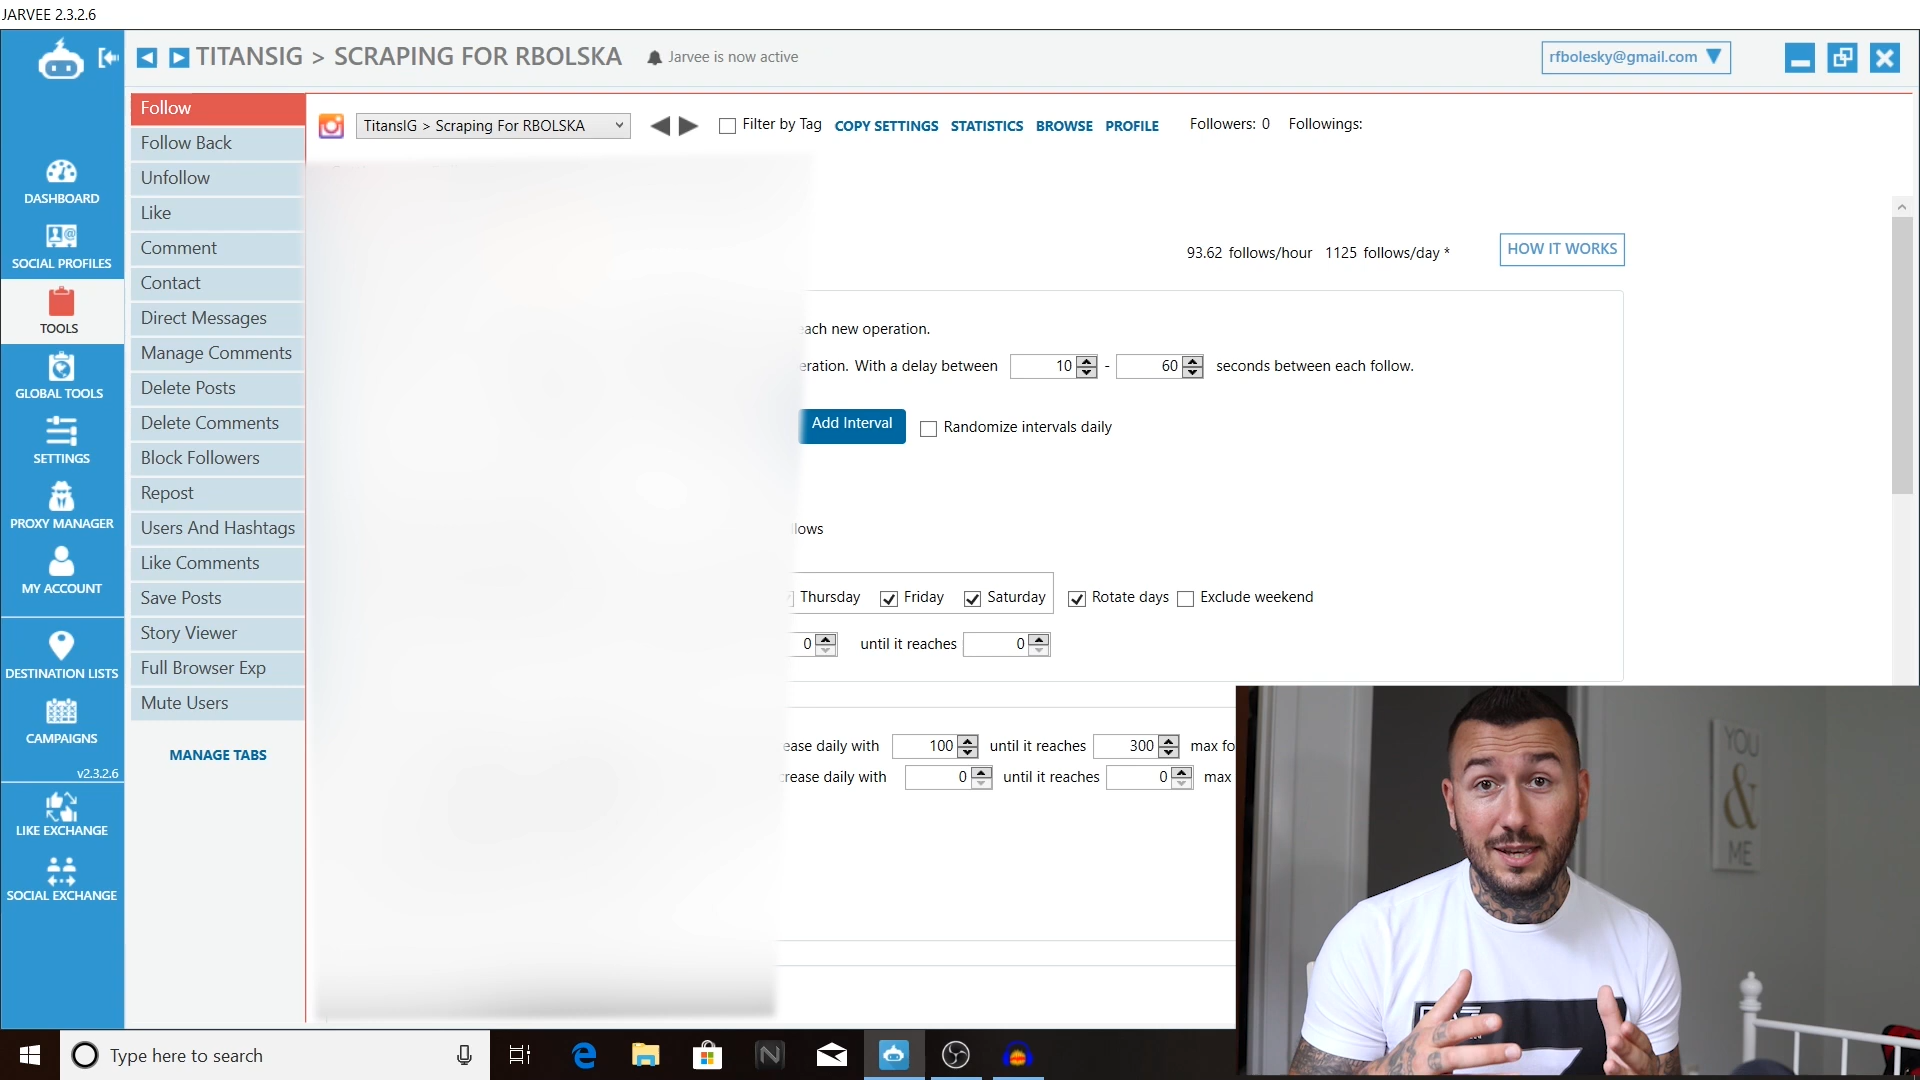 JARVEE 2.3.2.6
TITANSIG > SCRAPING FOR RBOLSKA
Jarvee is now active
rfbolesky@gmail.com
DASHBOARD
SOCIAL PROFILES
TOOLS
GLOBAL TOOLS
SETTINGS
PROXY MANAGER
MY ACCOUNT
DESTINATION LISTS
CAMPAIGNS
v2.3.2.6
LIKE EXCHANGE
SOCIAL EXCHANGE
Follow
Follow Back
Unfollow
Like
Comment
Contact
Direct Messages
Manage Comments
Delete Posts
Delete Comments
Block Followers
Repost
Users And Hashtags
Like Comments
Save Posts
Story Viewer
Full Browser Exp
Mute Users
MANAGE TABS
TitansIG > Scraping For RBOLSKA
Filter by Tag COPY SETTINGS STATISTICS BROWSE PROFILE Followers: 0 Followings:
93.62 follows/hour 1125 follows/day * HOW IT WORKS
each new operation.
eration. With a delay between 10 - 60 seconds between each follow.
Add Interval Randomize intervals daily
llows
Thursday Friday Saturday Rotate days Exclude weekend
0 until it reaches 0
ease daily with 100 until it reaches 300 max fo
crease daily with 0 until it reaches 0 max
YOU
&
ME
Type here to search